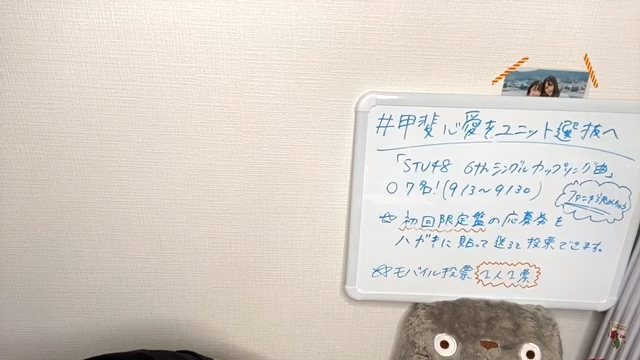 #甲斐心愛をユニット選抜へ
「STU48 6thシングルカップリング曲」
○7名!(9/3〜9/30)
☆初回限定盤の応募券を
ハガキに貼って送ると投票できます。
☆モバイル投票 1人1票